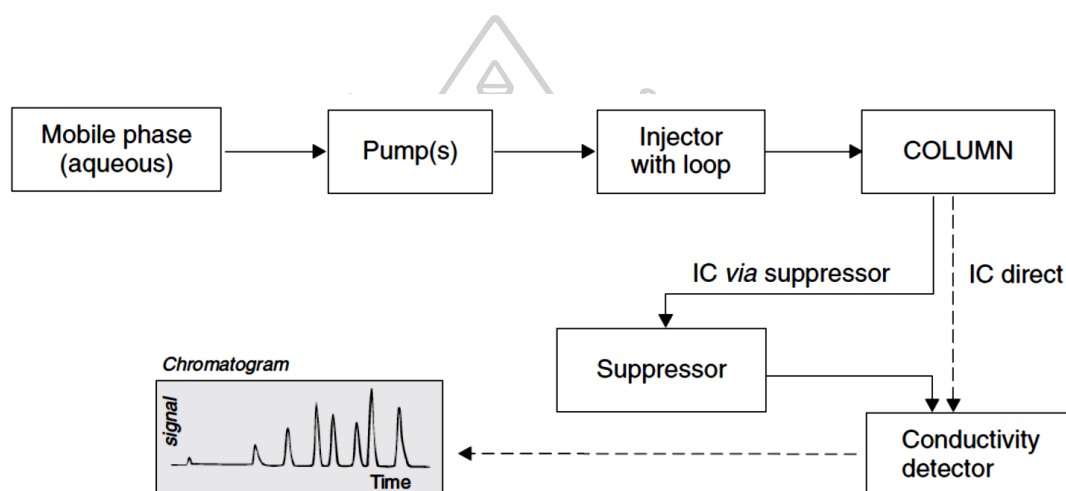 Mobile phase
(aqueous)
Pump(s)
Injector
with loop
COLUMN
IC via suppressor
IC direct
Suppressor
Chromatogram
signal
Time
Conductivity
detector